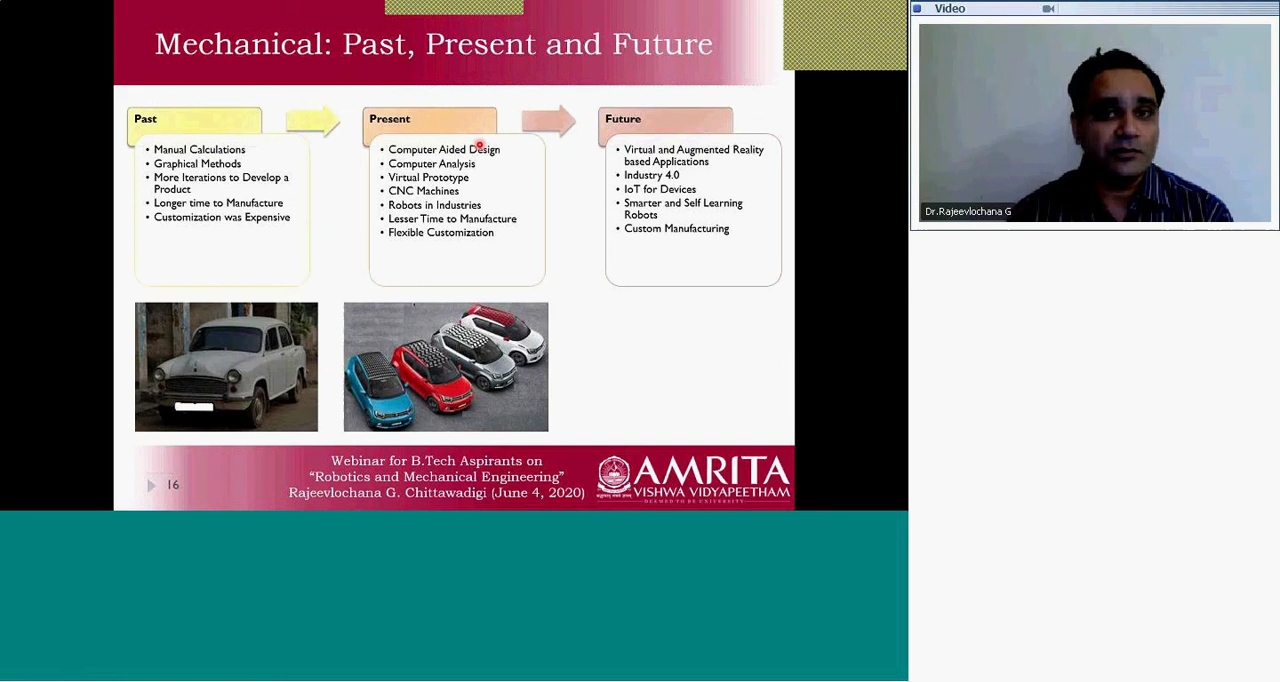 Mechanical: Past, Present and Future
Past
• Manual Calculations
• Graphical Methods
• More Iterations to Develop a
Product
• Longer time to Manufacture
• Customization was Expensive
Present
• Computer Aided Design
• Computer Analysis
• Virtual Prototype
• CNC Machines
• Robots in Industries
• Lesser Time to Manufacture
• Flexible Customization
Future
• Virtual and Augmented Reality
based Applications
• Industry 4.0
• IoT for Devices
• Smarter and Self Learning
Robots
• Custom Manufacturing
16
Webinar for B.Tech Aspirants on
“Robotics and Mechanical Engineering”
Rajeevlochana G. Chittawadigi (June 4, 2020)
AMRITA
VISHWA VIDYAPEETHAM
DEEMED TO BE UNIVERSITY
Video
Dr.Rajeevlochana G